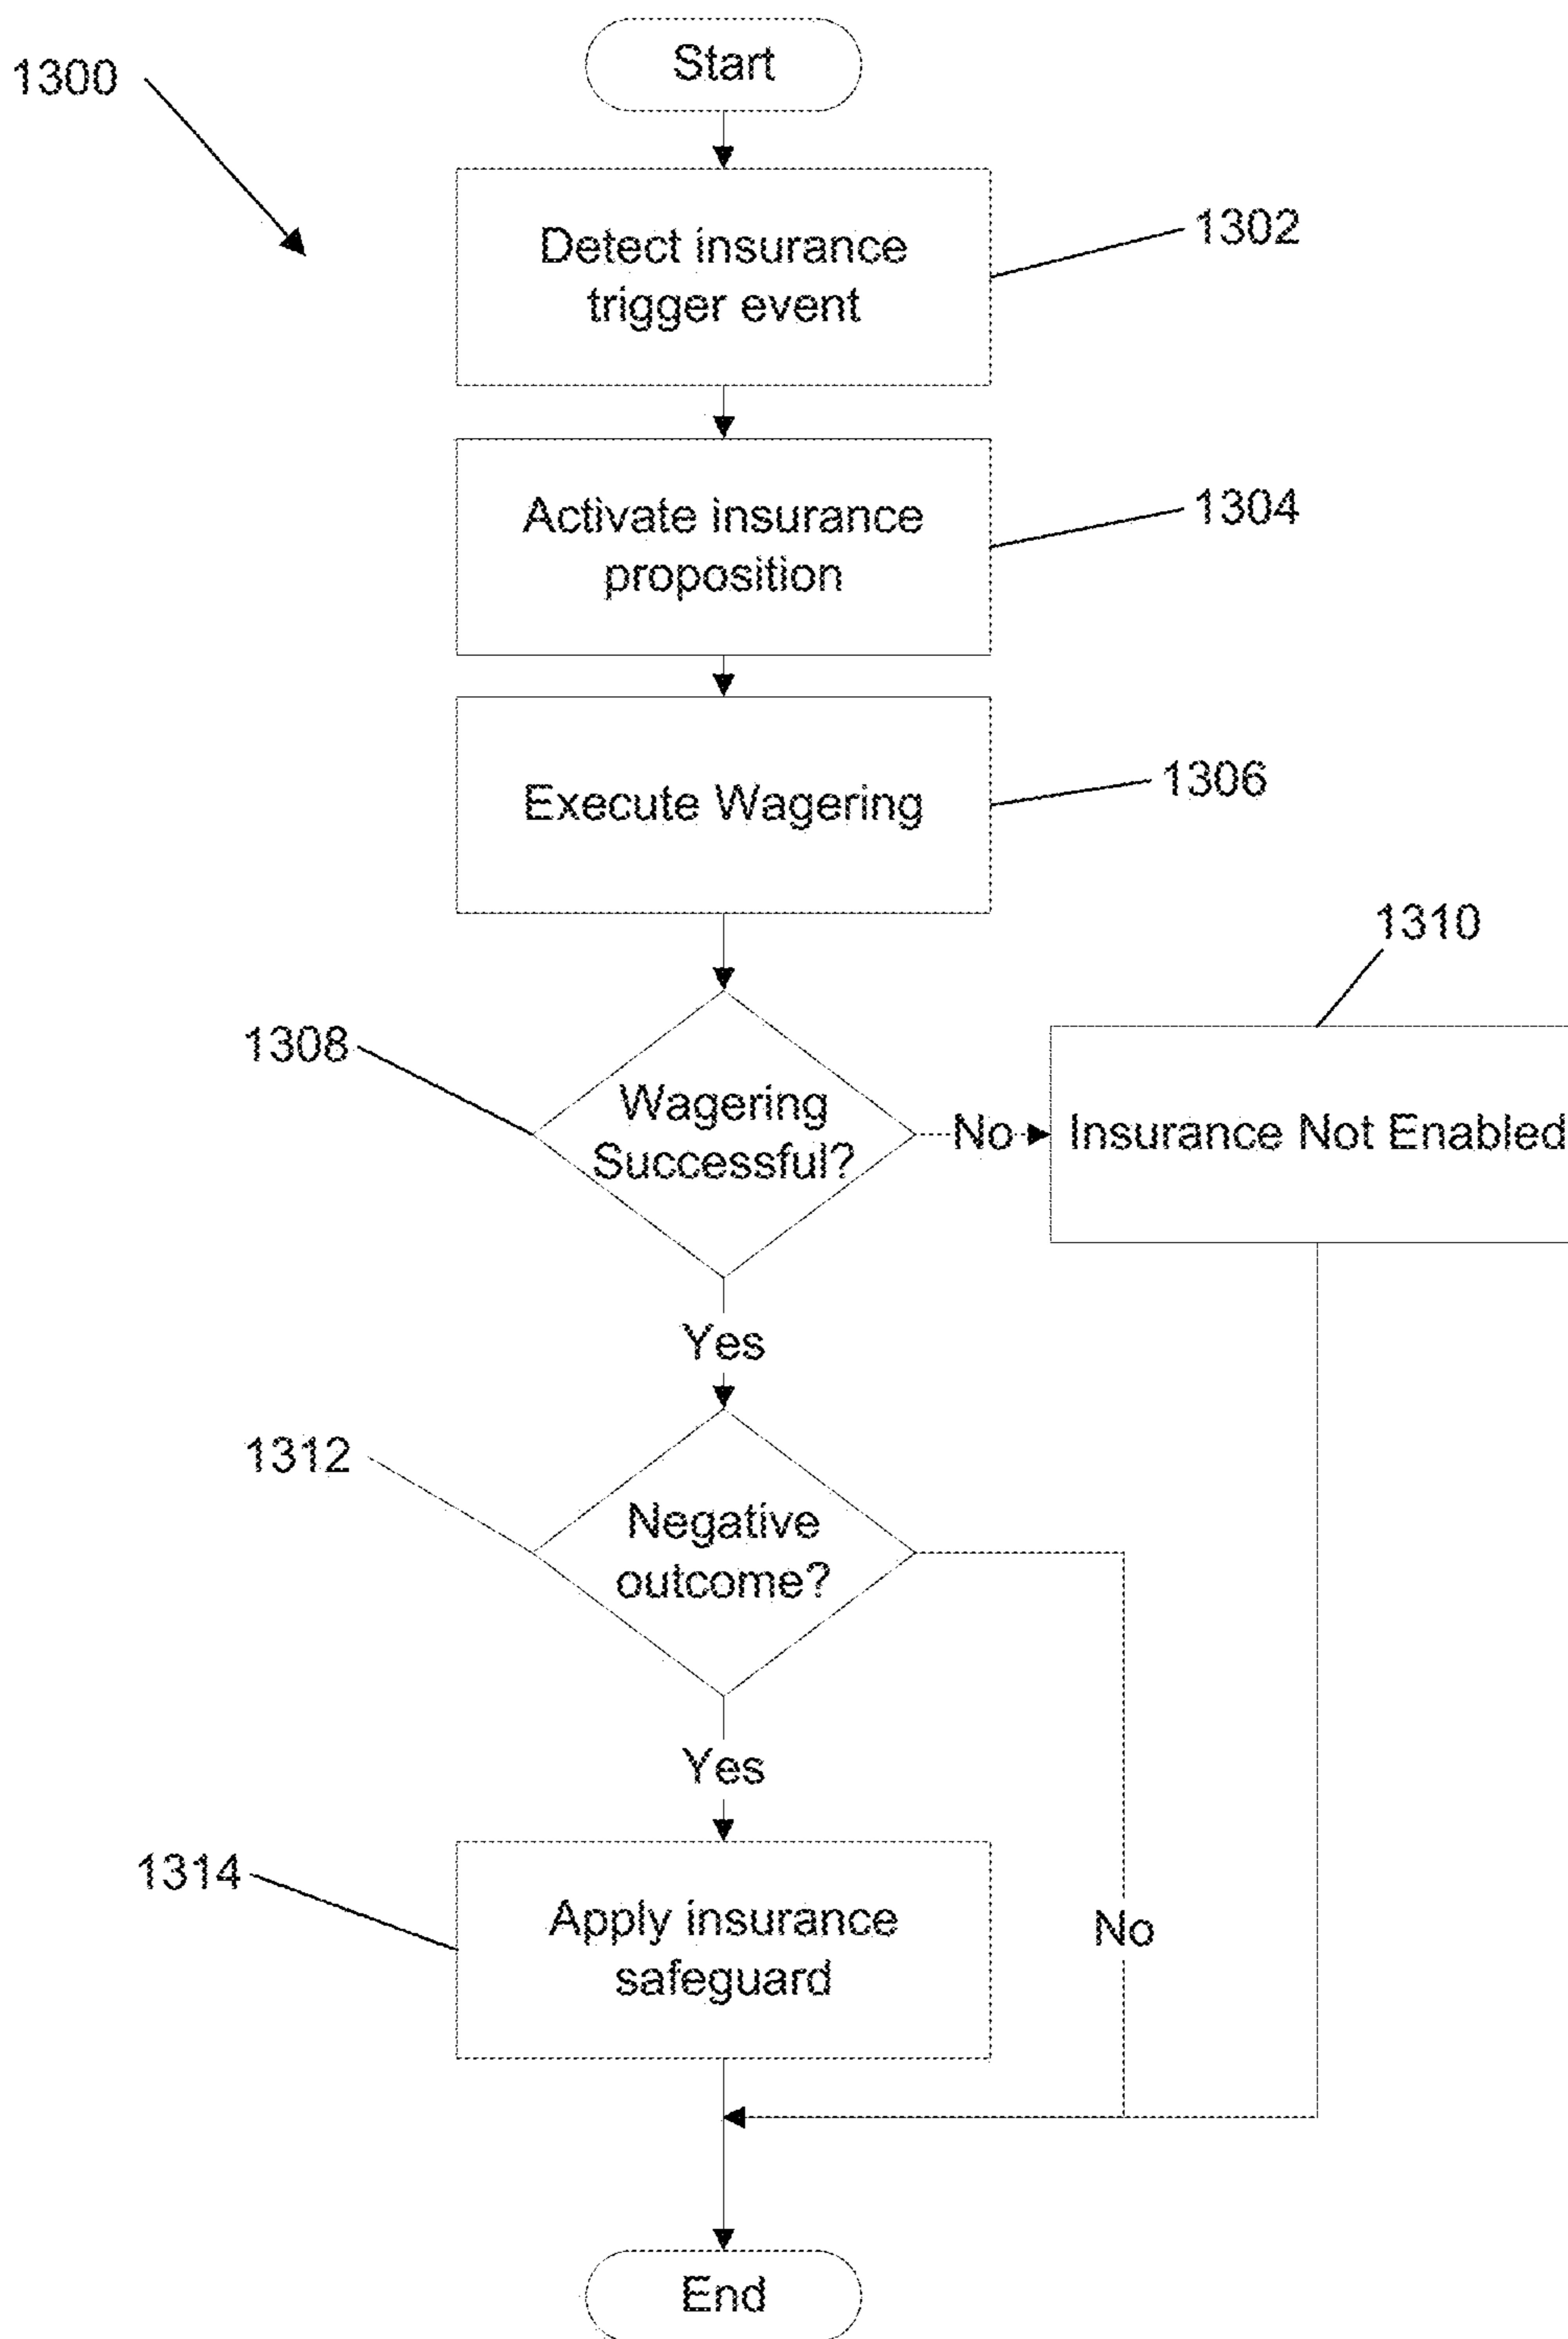 Start
1300
Detect insurance
trigger event
1302
Activate insurance
proposition
1304
Execute Wagering
1306
1310
1308
Wagering
Successful?
No
Insurance Not Enabled
Yes
1312
Negative
outcome?
Yes
1314
Apply insurance
safeguard
No
End